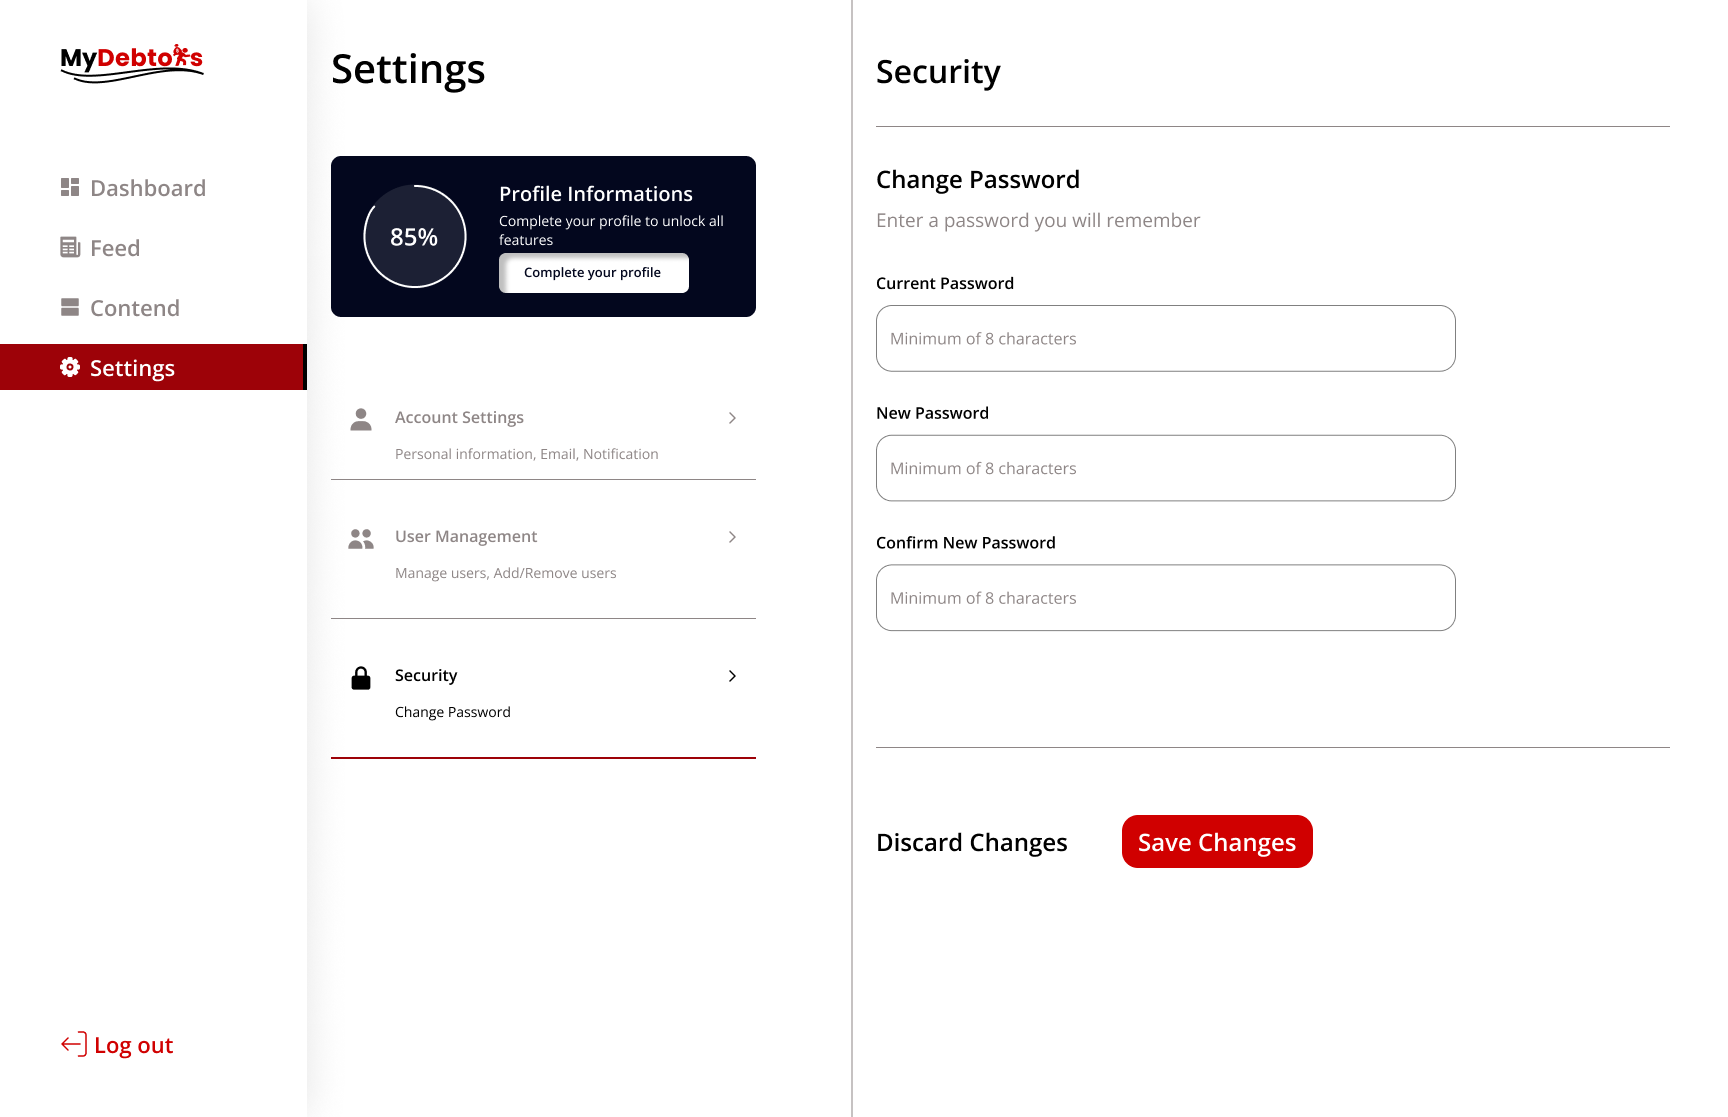 MyDebtors
Dashboard
Feed
Contend
Settings
Log out
Settings
85%
Profile Informations
Complete your profile to unlock all
features
Complete your profile
Account Settings
Personal information, Email, Notification
User Management
Manage users, Add/Remove users
Security
Change Password
Security
Change Password
Enter a password you will remember
Current Password
Minimum of 8 characters
New Password
Minimum of 8 characters
Confirm New Password
Minimum of 8 characters
Discard Changes
Save Changes